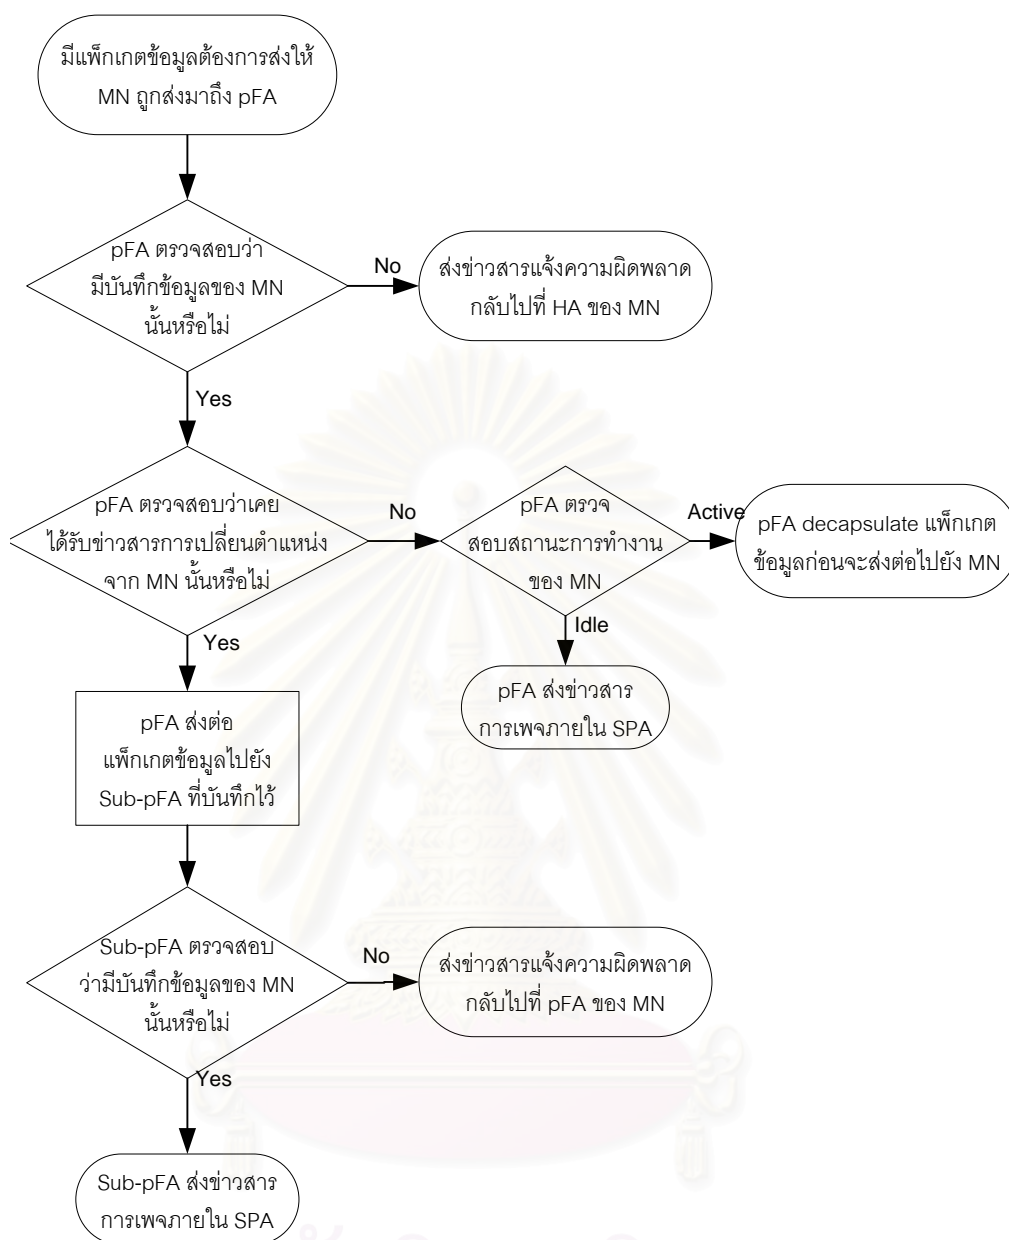 มีแพ็กเกตข้อมูลต้องการส่งให้
MN ถูกส่งมาถึง pFA
pFA ตรวจสอบว่า
มีบันทึกข้อมูลของ MN
นั้นหรือไม่
No
ส่งข่าวสารแจ้งความผิดพลาด
กลับไปที่ HA ของ MN
Yes
pFA ตรวจสอบว่าเคย
ได้รับข่าวสารการเปลี่ยนตำแหน่ง
จาก MN นั้นหรือไม่
No
pFA ตรวจ
สอบสถานะการทำงาน
ของ MN
Active
pFA decapsulate แพ็กเกต
ข้อมูลก่อนจะส่งต่อไปยัง MN
Idle
pFA ส่งข่าวสาร
การเพจภายใน SPA
Yes
pFA ส่งต่อ
แพ็กเกตข้อมูลไปยัง
Sub-pFA ที่บันทึกไว้
Sub-pFA ตรวจสอบ
ว่ามีบันทึกข้อมูลของ MN
นั้นหรือไม่
No
ส่งข่าวสารแจ้งความผิดพลาด
กลับไปที่ pFA ของ MN
Yes
Sub-pFA ส่งข่าวสาร
การเพจภายใน SPA